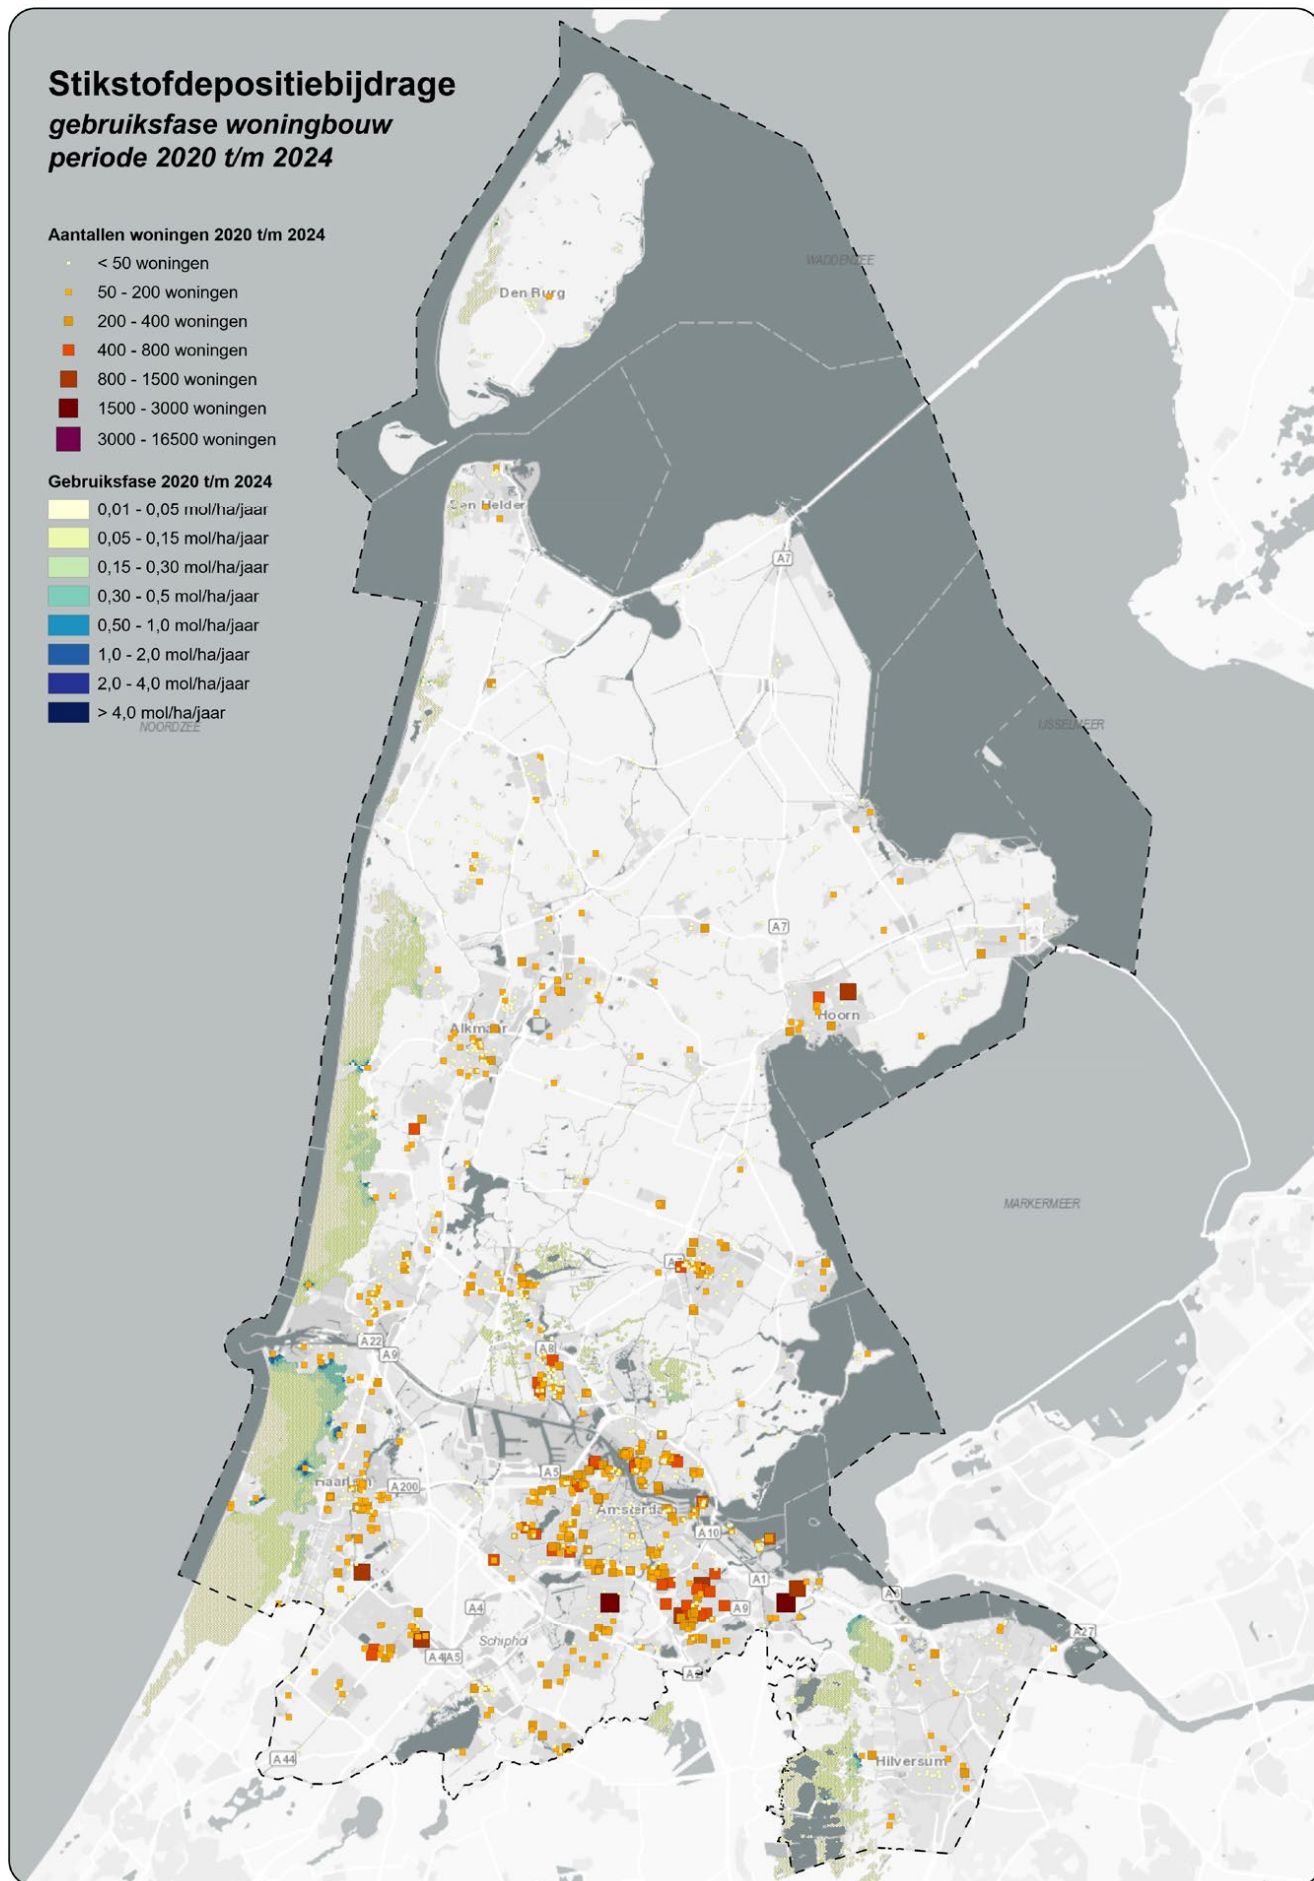 Stikstofdepositiebijdrage
gebruiksfase woningbouw
periode 2020 t/m 2024
Aantallen woningen 2020 t/m 2024
< 50 woningen
50 - 200 woningen
200 - 400 woningen
400 - 800 woningen
800 - 1500 woningen
1500 - 3000 woningen
3000 - 16500 woningen
Gebruiksfase 2020 t/m 2024
0,01 - 0,05 mol/ha/jaar
0,05 - 0,15 mol/ha/jaar
0,15 - 0,30 mol/ha/jaar
0,30 - 0,5 mol/ha/jaar
0,50 - 1,0 mol/ha/jaar
1,0 - 2,0 mol/ha/jaar
2,0 - 4,0 mol/ha/jaar
> 4,0 mol/ha/jaar
NOORDZEE
WADDENZEE
Den Burg
Den Helder
A7
IJSSELMEER
A7
Hoorn
Alkmaar
MARKERMEER
A7
A22
A9
A8
Haarlem
A200
A5
Amsterdam
A10
A1
A9
A6
A4
Schiphol
A4|A5
A27
A2
A44
Hilversum